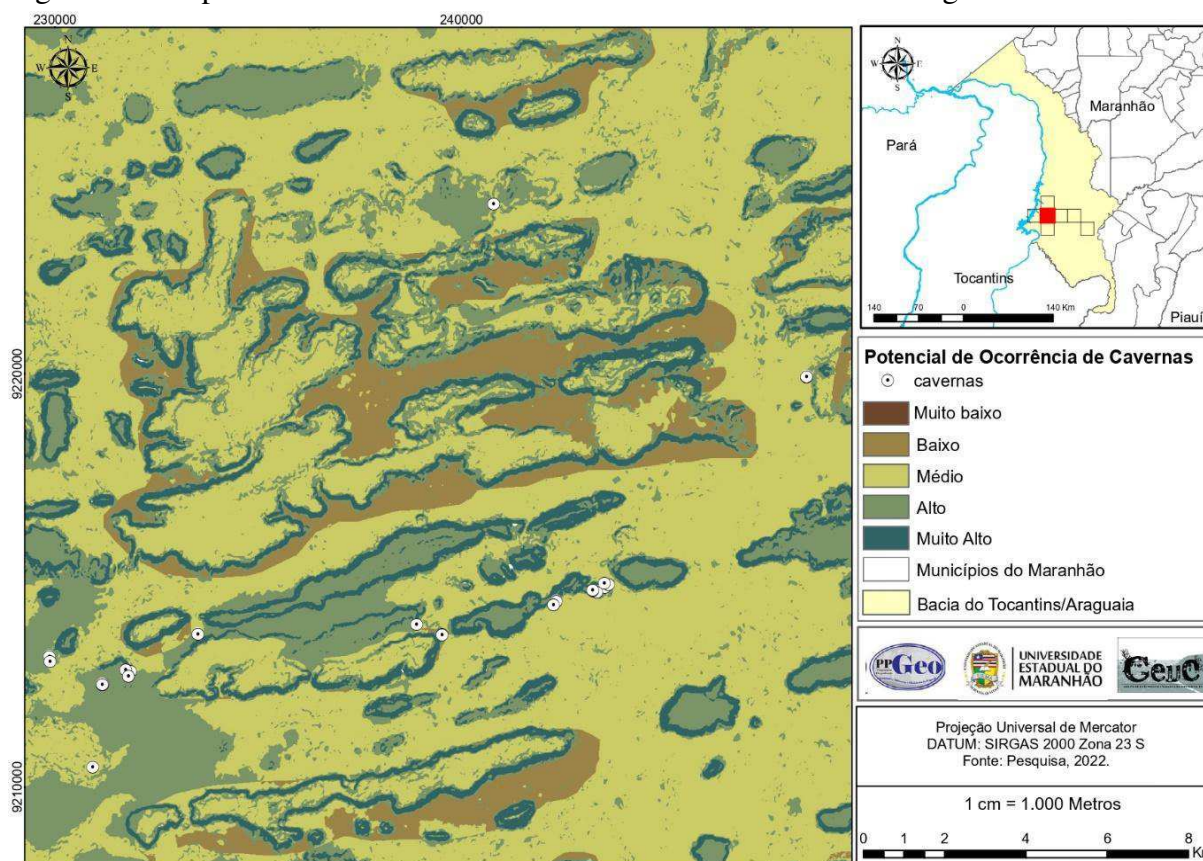 230000
240000
9220000
9210000
N
W
E
S
N
W
E
S
Maranhão
Pará
Tocantins
Piauí
140 70 0 140 Km
Potencial de Ocorrência de Cavernas
cavernas
Muito baixo
Baixo
Médio
Alto
Muito Alto
Municípios do Maranhão
Bacia do Tocantins/Araguaia
PPGeo
UNIVERSIDADE
ESTADUAL DO
MARANHÃO
Geuc
Projeção Universal de Mercator
DATUM: SIRGAS 2000 Zona 23 S
Fonte: Pesquisa, 2022.
1 cm = 1.000 Metros
0 1 2 4 6 8